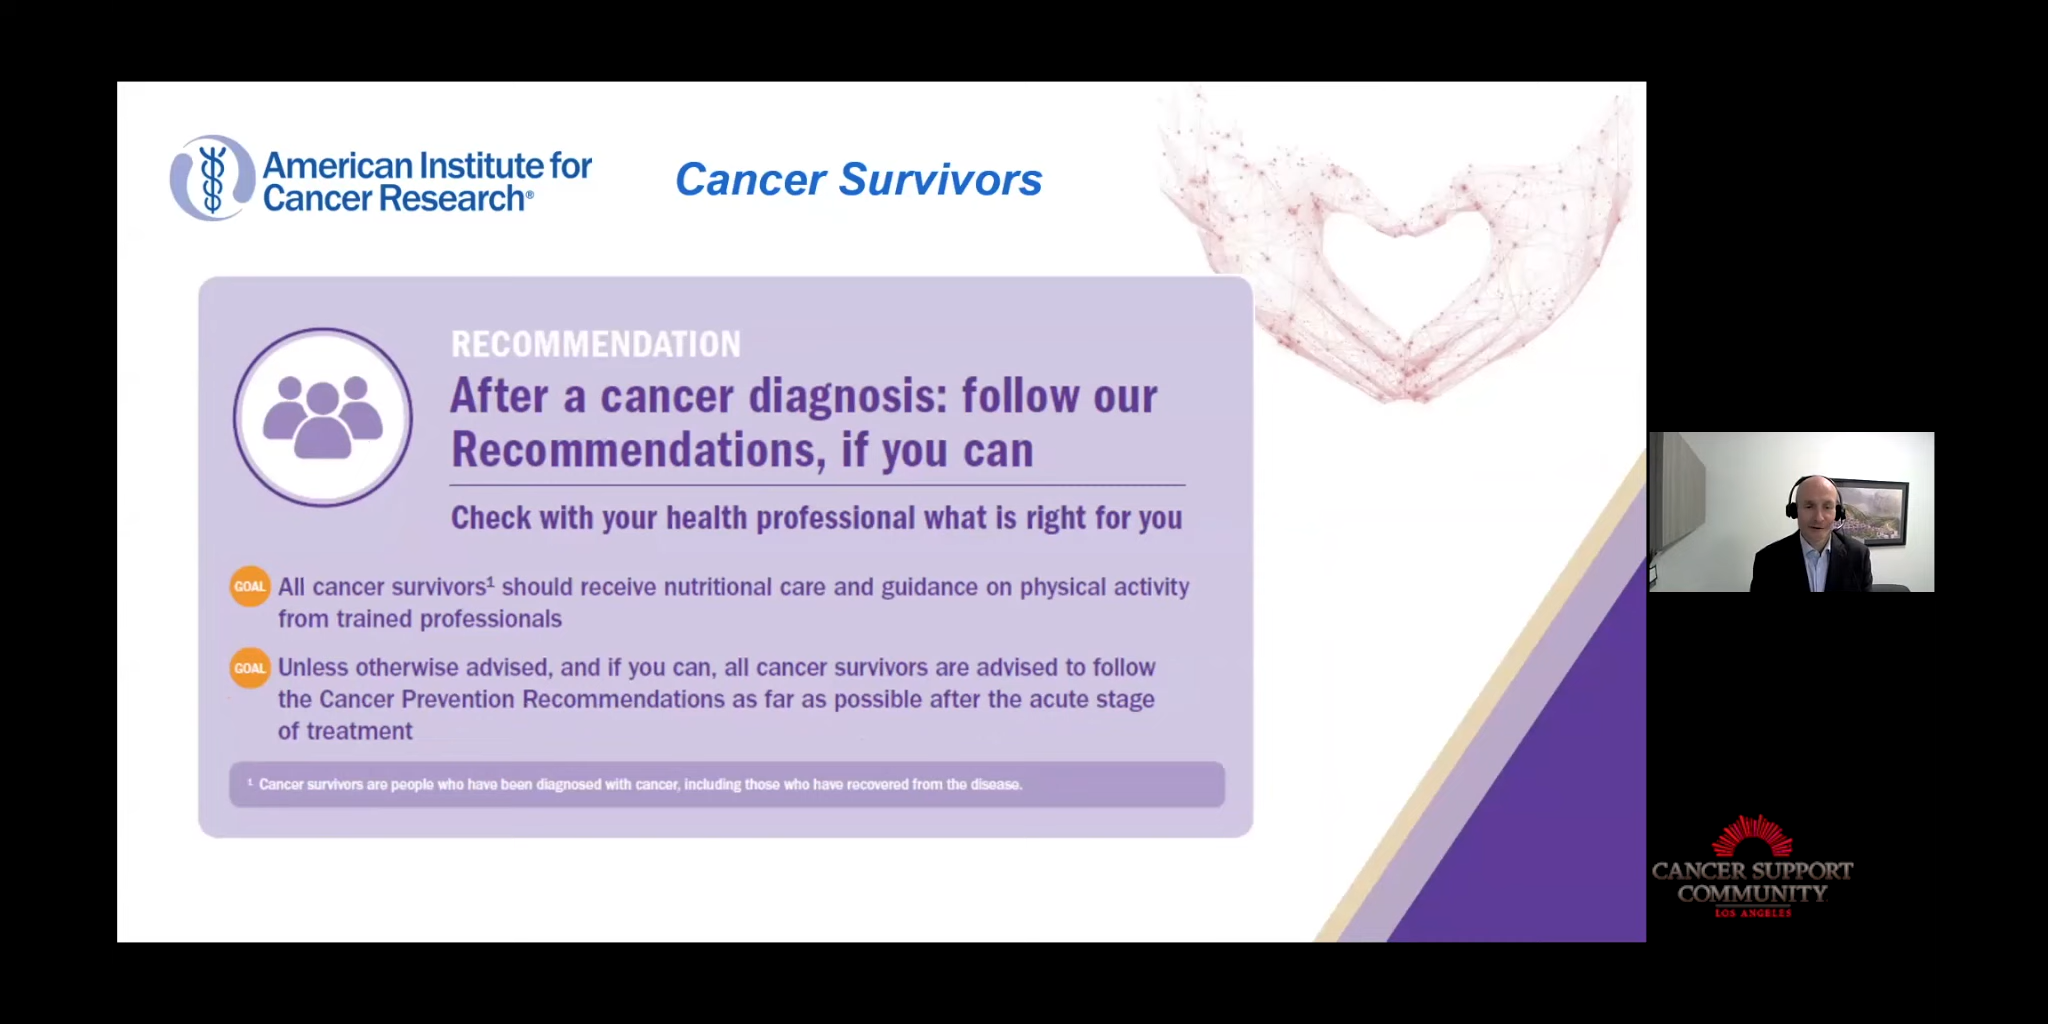 American Institute for
Cancer Research®
Cancer Survivors
RECOMMENDATION
After a cancer diagnosis: follow our
Recommendations, if you can
Check with your health professional what is right for you
GOAL All cancer survivors¹ should receive nutritional care and guidance on physical activity
from trained professionals
GOAL Unless otherwise advised, and if you can, all cancer survivors are advised to follow
the Cancer Prevention Recommendations as far as possible after the acute stage
of treatment
¹ Cancer survivors are people who have been diagnosed with cancer, including those who have recovered from the disease.
CANCER SUPPORT
COMMUNITY
LOS ANGELES